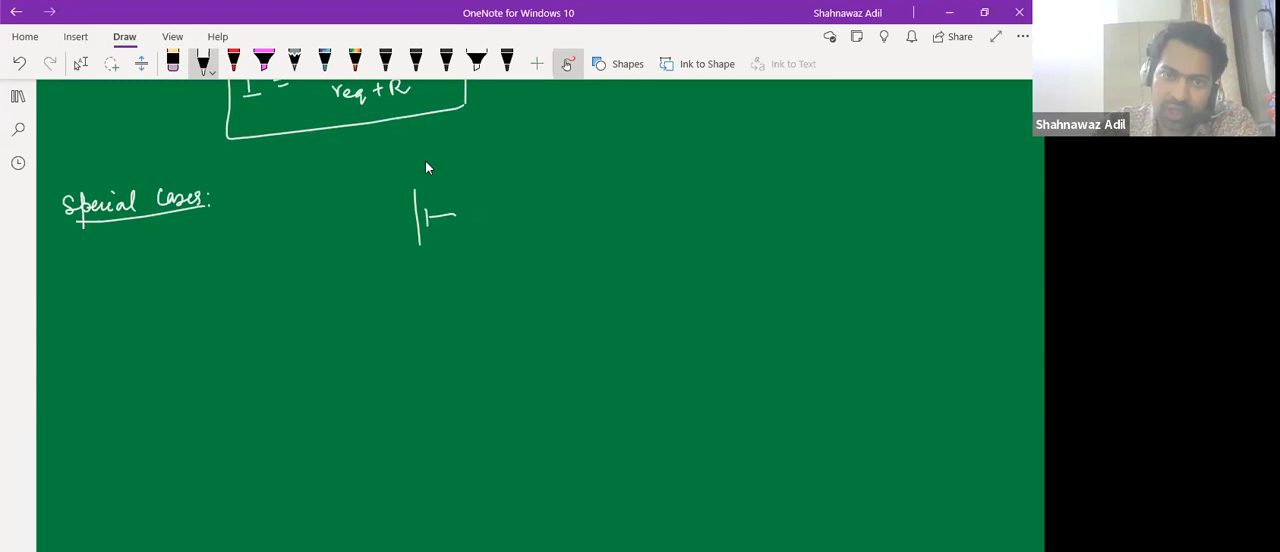 OneNote for Windows 10
Shahnawaz Adil
Home Insert Draw View Help
Share
Shapes Ink to Shape Ink to Text
I =
req + R
Special Cases:
Shahnawaz Adil